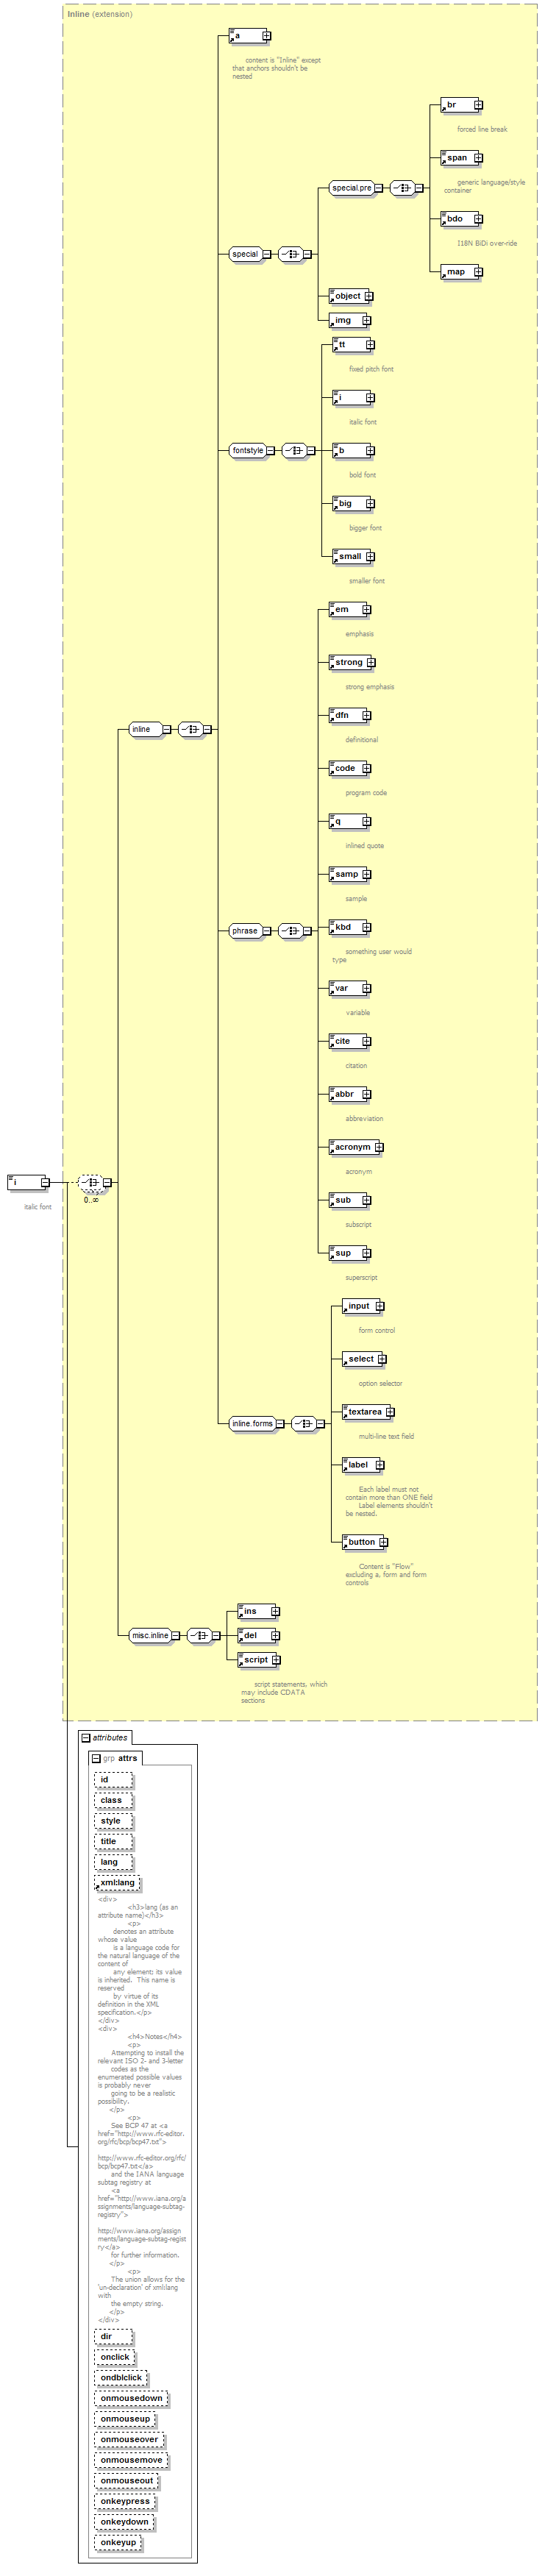 Inline (extension)
a
content is "Inline" except
that anchors shouldn't be
nested
br
forced line break
special.pre
span
generic language/style
container
bdo
I18N BiDi over-ride
map
special
object
img
tt
fixed pitch font
i
italic font
fontstyle
b
bold font
big
bigger font
small
smaller font
em
emphasis
strong
strong emphasis
dfn
definitional
inline
code
program code
q
inlined quote
samp
sample
phrase
kbd
something user would
type
var
variable
cite
citation
abbr
abbreviation
acronym
acronym
i
italic font
0..∞
sub
subscript
sup
superscript
input
form control
select
option selector
inline.forms
textarea
multi-line text field
label
Each label must not
contain more than ONE field
Label elements shouldn't
be nested.
button
Content is "Flow"
excluding a, form and form
controls
misc.inline
ins
del
script
script statements, which
may include CDATA
sections
attributes
grp attrs
id
class
style
title
lang
xml:lang
<div>
<h3>lang (as an
attribute name)</h3>
<p>
denotes an attribute
whose value
is a language code for
the natural language of the
content of
any element; its value
is inherited.  This name is
reserved
by virtue of its
definition in the XML
specification.</p>
</div>
<div>
<h4>Notes</h4>
<p>
Attempting to install the
relevant ISO 2- and 3-letter
codes as the
enumerated possible values
is probably never
going to be a realistic
possibility.
</p>
<p>
See BCP 47 at <a
href="http://www.rfc-editor.
org/rfc/bcp/bcp47.txt">
http://www.rfc-editor.org/rfc/
bcp/bcp47.txt</a>
and the IANA language
subtag registry at
<a
href="http://www.iana.org/a
ssignments/language-subtag-
registry">
http://www.iana.org/assign
ments/language-subtag-regist
ry</a>
for further information.
</p>
<p>
The union allows for the
'un-declaration' of xml:lang
with
the empty string.
</p>
</div>
dir
onclick
ondblclick
onmousedown
onmouseup
onmouseover
onmousemove
onmouseout
onkeypress
onkeydown
onkeyup